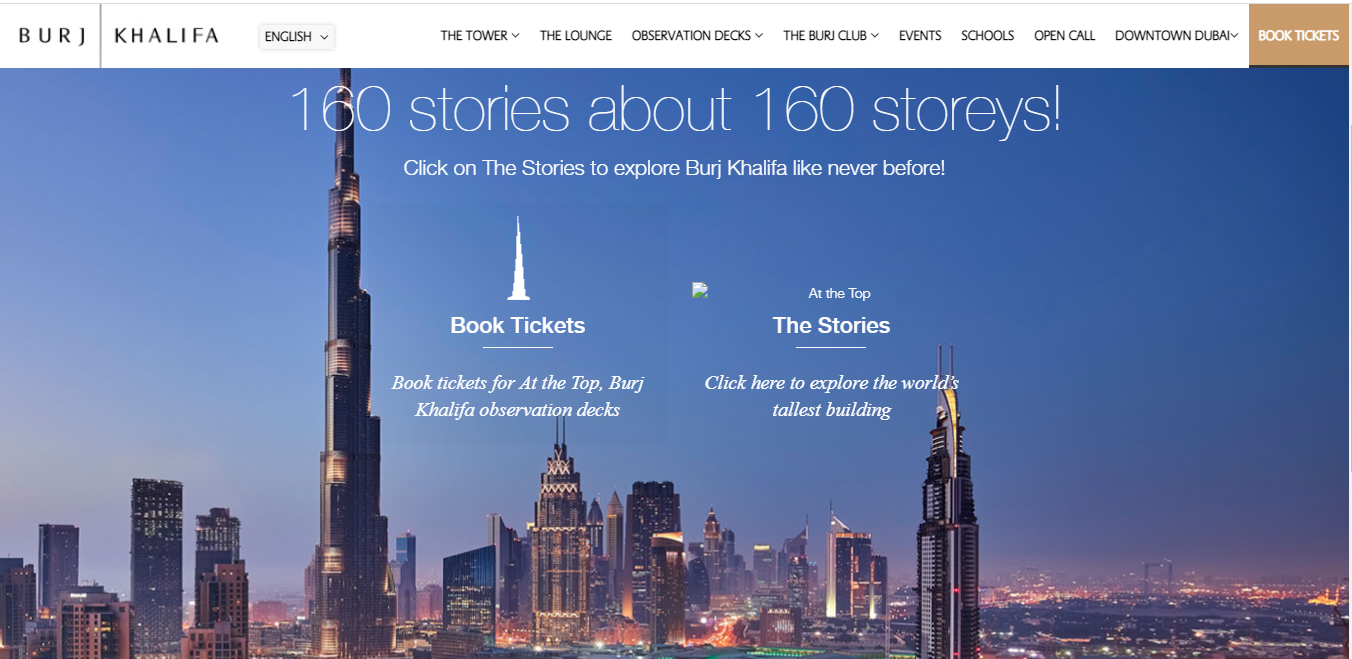 BURJ KHALIFA
ENGLISH
THE TOWER
THE LOUNGE
OBSERVATION DECKS
THE BURJ CLUB
EVENTS
SCHOOLS
OPEN CALL
DOWNTOWN DUBAI
BOOK TICKETS
160 stories about 160 storeys!
Click on The Stories to explore Burj Khalifa like never before!
Book Tickets
Book tickets for At the Top, Burj
Khalifa observation decks
At the Top
The Stories
Click here to explore the world's
tallest building